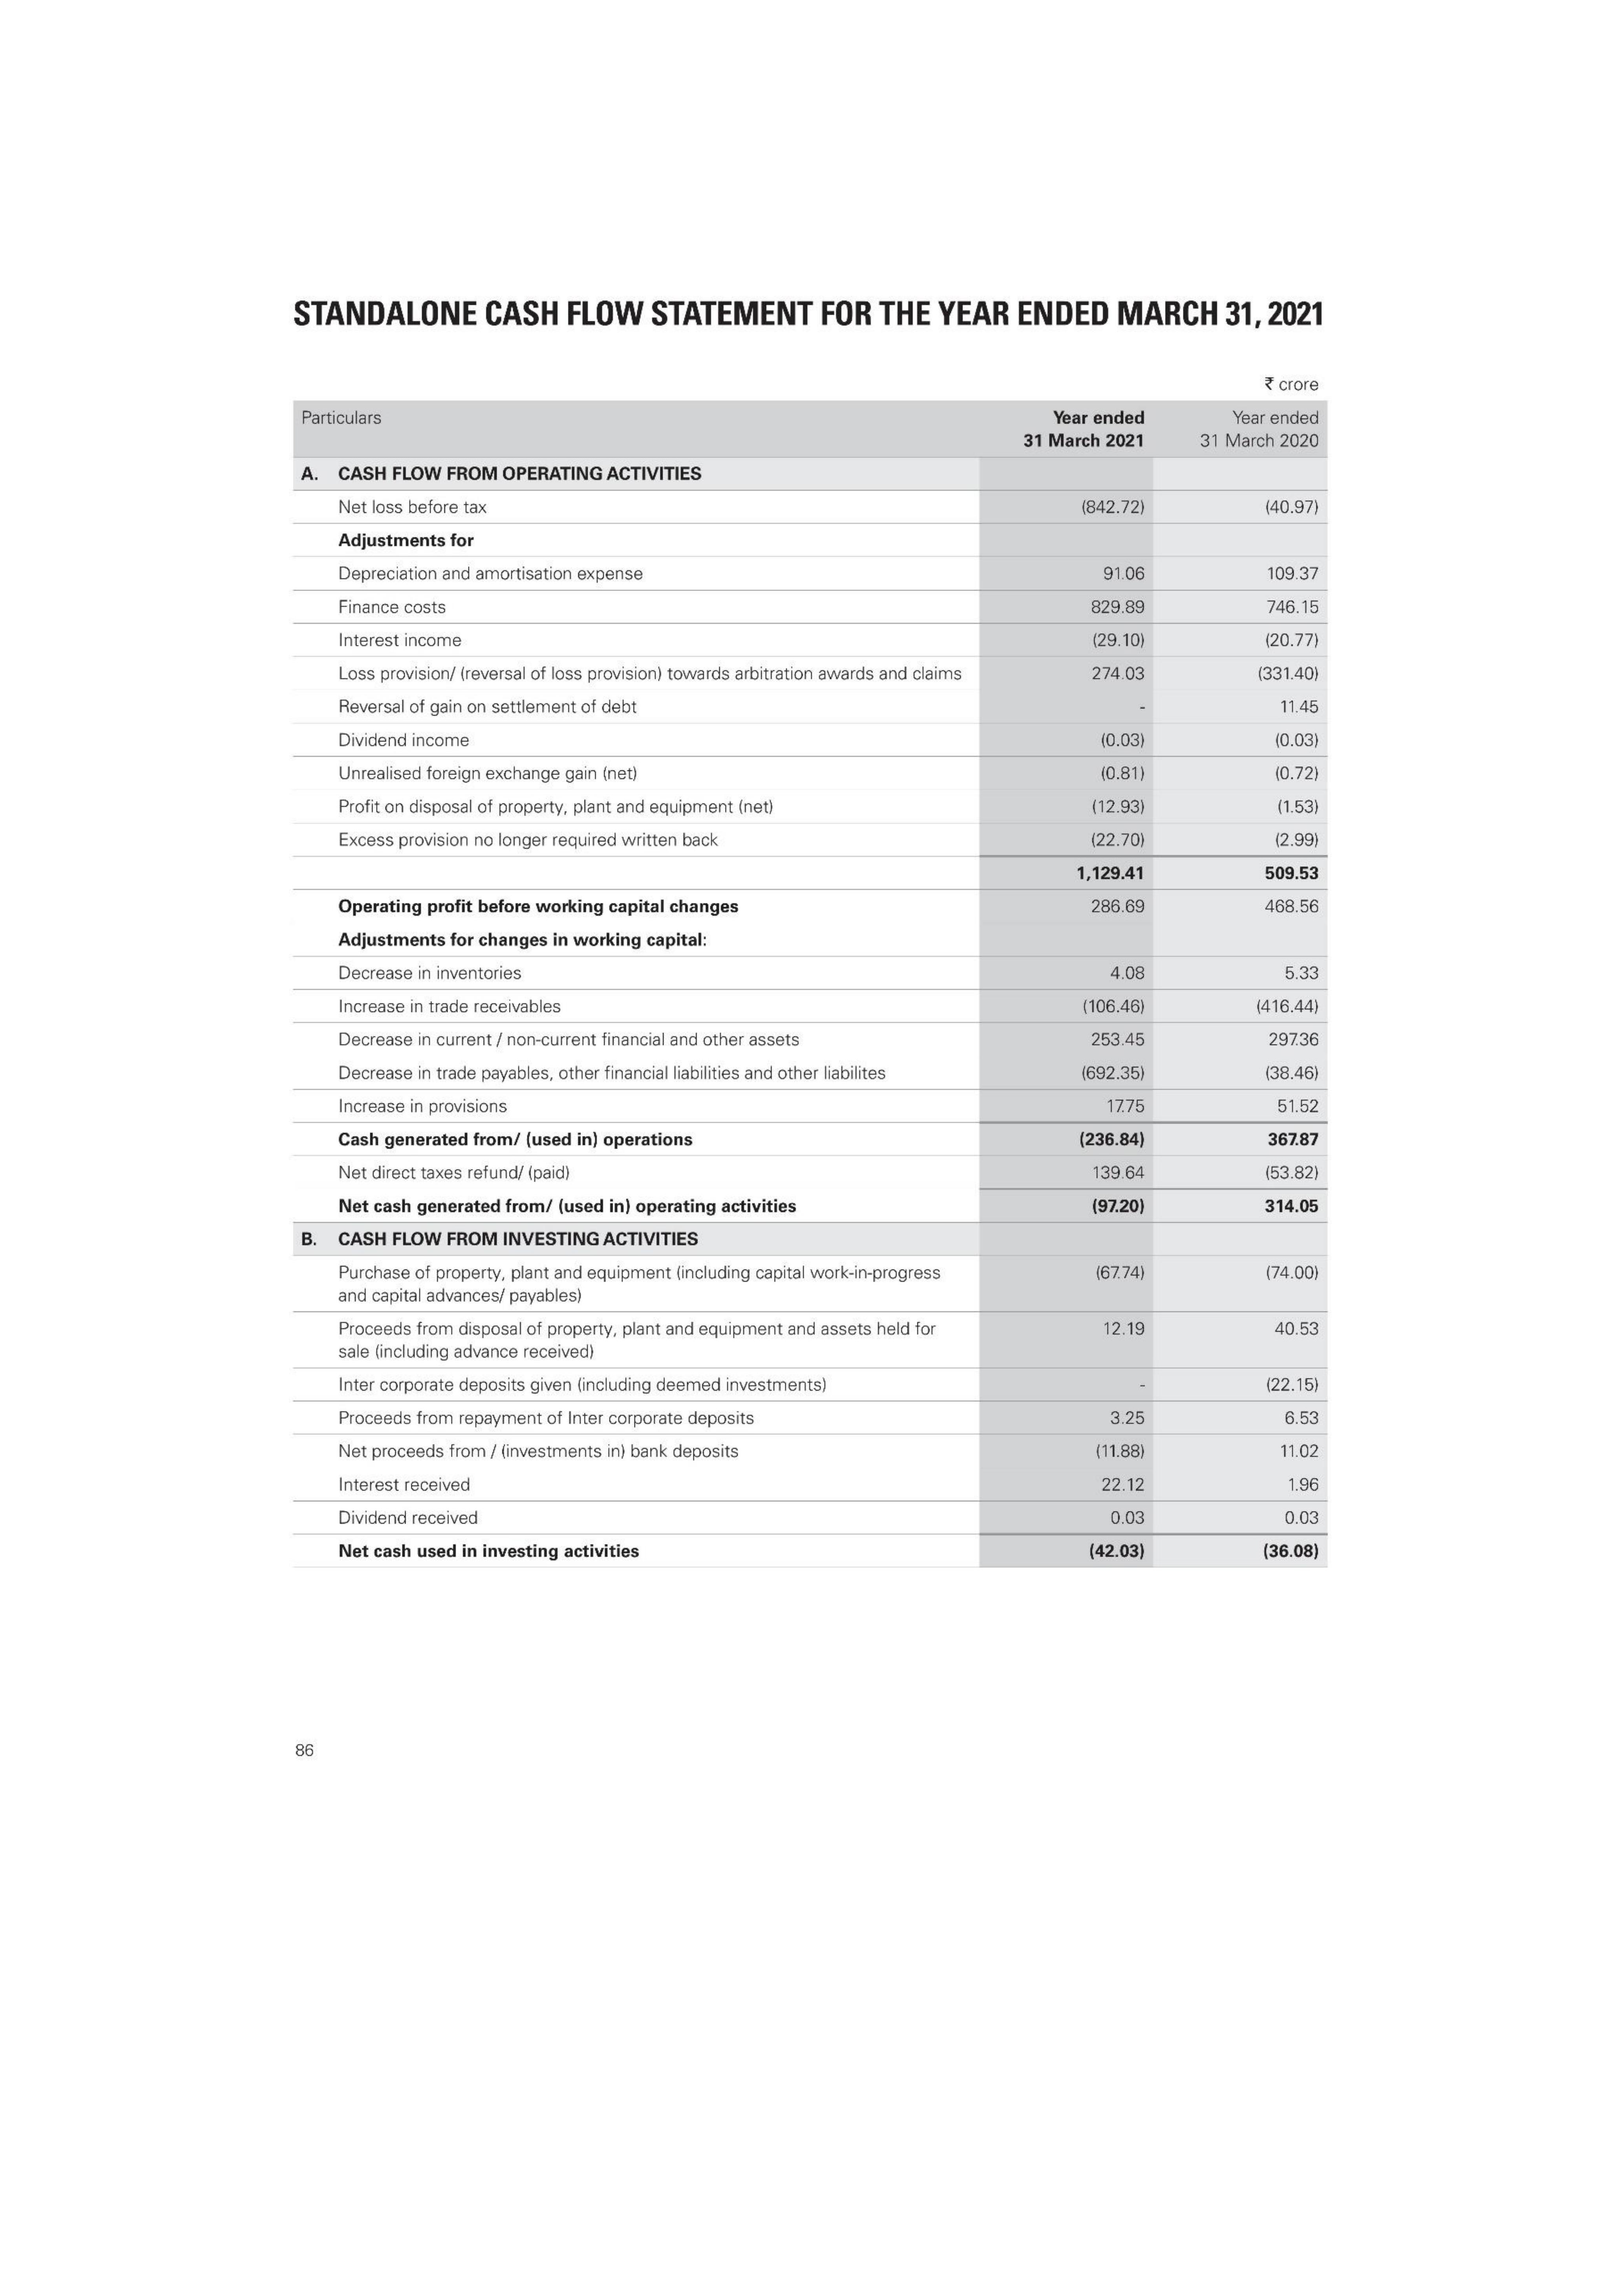 STANDALONE CASH FLOW STATEMENT FOR THE YEAR ENDED MARCH 31, 2021
₹ crore
Particulars Year ended 31 March 2021 Year ended 31 March 2020
A. CASH FLOW FROM OPERATING ACTIVITIES
Net loss before tax (842.72) (40.97)
Adjustments for
Depreciation and amortisation expense 91.06 109.37
Finance costs 829.89 746.15
Interest income (29.10) (20.77)
Loss provision/ (reversal of loss provision) towards arbitration awards and claims 274.03 (331.40)
Reversal of gain on settlement of debt - 11.45
Dividend income (0.03) (0.03)
Unrealised foreign exchange gain (net) (0.81) (0.72)
Profit on disposal of property, plant and equipment (net) (12.93) (1.53)
Excess provision no longer required written back (22.70) (2.99)
1,129.41 509.53
Operating profit before working capital changes 286.69 468.56
Adjustments for changes in working capital:
Decrease in inventories 4.08 5.33
Increase in trade receivables (106.46) (416.44)
Decrease in current / non-current financial and other assets 253.45 297.36
Decrease in trade payables, other financial liabilities and other liabilites (692.35) (38.46)
Increase in provisions 17.75 51.52
Cash generated from/ (used in) operations (236.84) 367.87
Net direct taxes refund/ (paid) 139.64 (53.82)
Net cash generated from/ (used in) operating activities (97.20) 314.05
B. CASH FLOW FROM INVESTING ACTIVITIES
Purchase of property, plant and equipment (including capital work-in-progress (67.74) (74.00)
and capital advances/ payables)
Proceeds from disposal of property, plant and equipment and assets held for 12.19 40.53
sale (including advance received)
Inter corporate deposits given (including deemed investments) - (22.15)
Proceeds from repayment of Inter corporate deposits 3.25 6.53
Net proceeds from / (investments in) bank deposits (11.88) 11.02
Interest received 22.12 1.96
Dividend received 0.03 0.03
Net cash used in investing activities (42.03) (36.08)
86